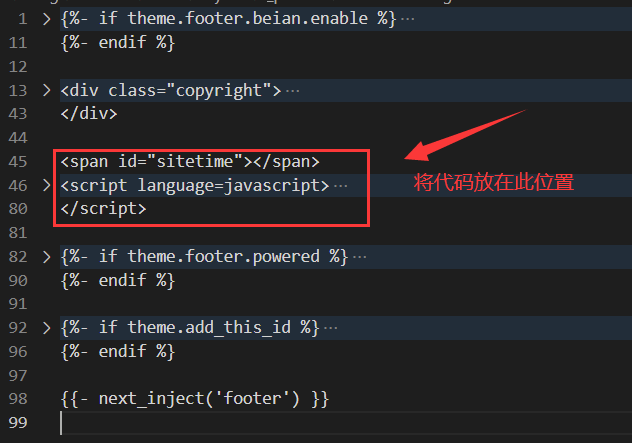 1 > {%- if theme.footer.beian.enable %}···
11 {%- endif %}
12
13 > <div class="copyright">···
43 </div>
44
45 <span id="sitetime"></span>
46 > <script language=javascript>···
将代码放在此位置
80 </script>
81
82 > {%- if theme.footer.powered %}···
90 {%- endif %}
91
92 > {%- if theme.add_this_id %}···
96 {%- endif %}
97
98 {{- next_inject('footer') }}
99